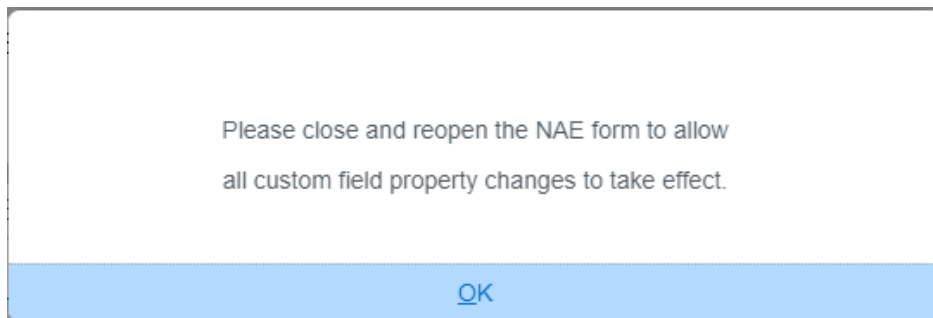 Please close and reopen the NAE form to allow
all custom field property changes to take effect.
OK